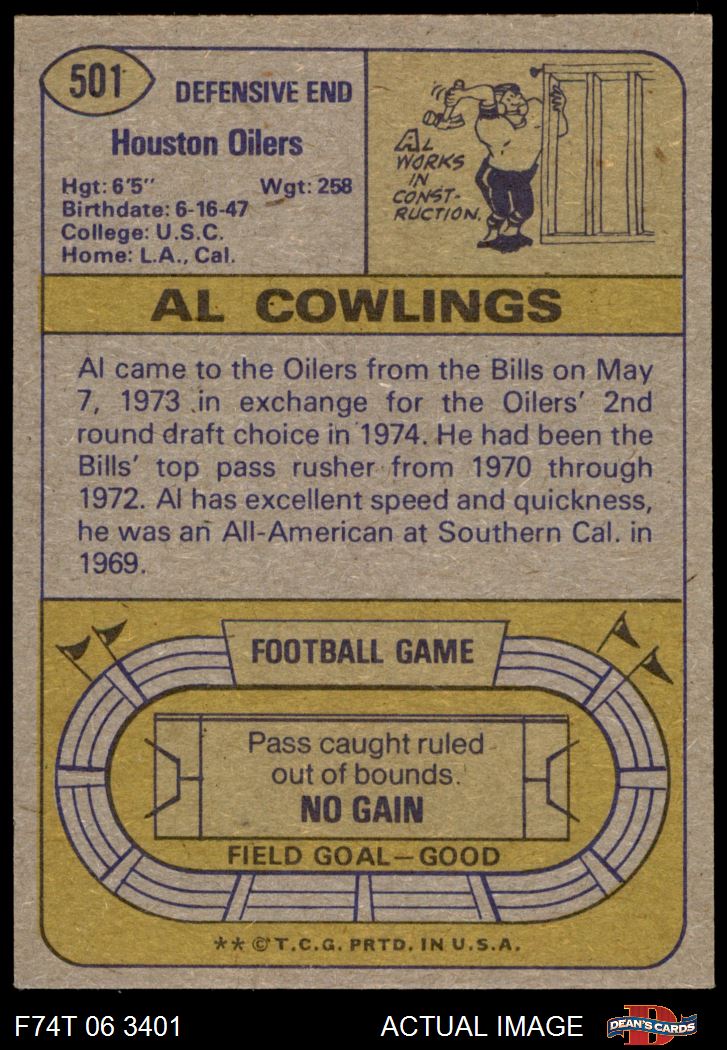 501
DEFENSIVE END
Houston Oilers
Hgt: 6'5" Wgt: 258
Birthdate: 6-16-47
College: U.S.C.
Home: L.A., Cal.
AL
WORKS
IN
CONST-
RUCTION.
AL COWLINGS
Al came to the Oilers from the Bills on May
7, 1973 in exchange for the Oilers' 2nd
round draft choice in 1974. He had been the
Bills' top pass rusher from 1970 through
1972. Al has excellent speed and quickness,
he was an All-American at Southern Cal. in
1969.
FOOTBALL GAME
Pass caught ruled
out of bounds.
NO GAIN
FIELD GOAL—GOOD
** © T.C.G. PRTD. IN U.S.A.
F74T 06 3401
ACTUAL IMAGE
D
DEAN'S CARDS